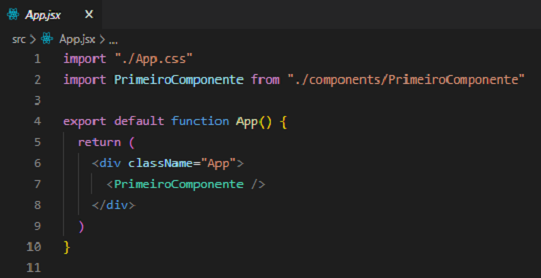 App.jsx X
src > App.jsx > ...
1 import "./App.css"
2 import PrimeiroComponente from "./components/PrimeiroComponente"
3
4 export default function App() {
5 return (
6 <div className="App">
7 <PrimeiroComponente />
8 </div>
9 )
10 }
11